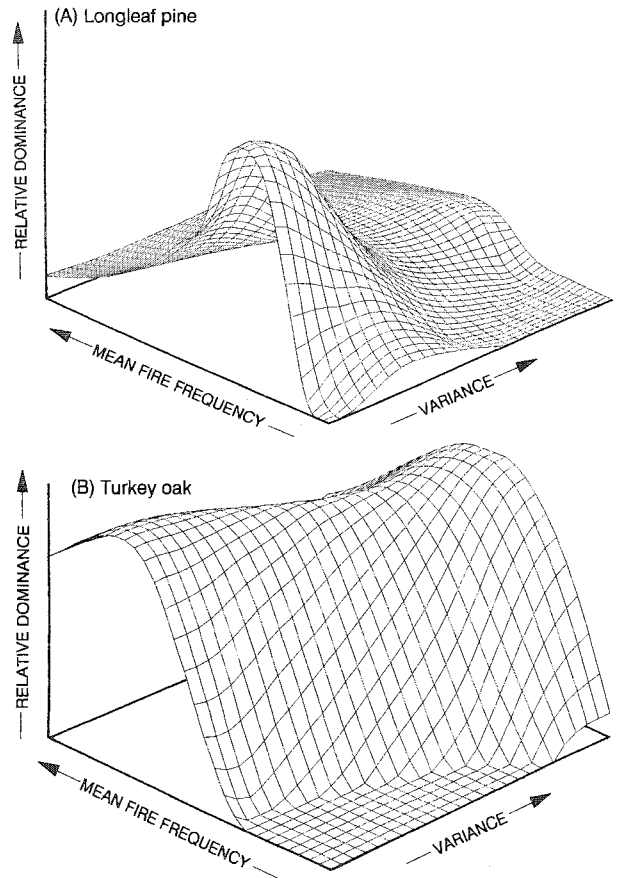 (A) Longleaf pine
RELATIVE DOMINANCE
MEAN FIRE FREQUENCY
VARIANCE
(B) Turkey oak
RELATIVE DOMINANCE
MEAN FIRE FREQUENCY
VARIANCE